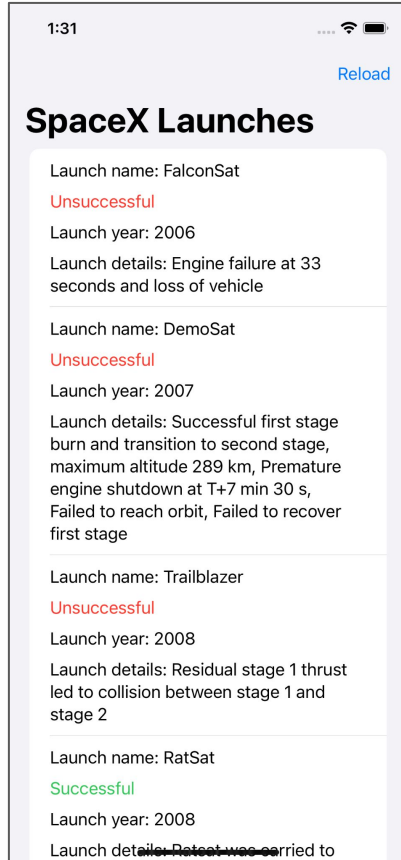 1:31
Reload
SpaceX Launches
Launch name: FalconSat
Unsuccessful
Launch year: 2006
Launch details: Engine failure at 33
seconds and loss of vehicle
Launch name: DemoSat
Unsuccessful
Launch year: 2007
Launch details: Successful first stage
burn and transition to second stage,
maximum altitude 289 km, Premature
engine shutdown at T+7 min 30 s,
Failed to reach orbit, Failed to recover
first stage
Launch name: Trailblazer
Unsuccessful
Launch year: 2008
Launch details: Residual stage 1 thrust
led to collision between stage 1 and
stage 2
Launch name: RatSat
Successful
Launch year: 2008
Launch details: Ratsat was carried to